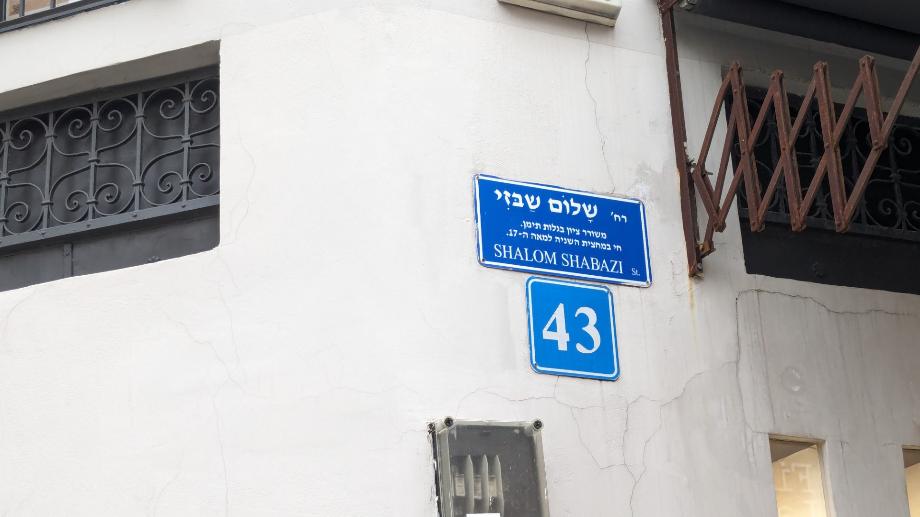 רח' שָׁלוֹם שַׁבַּזִי
משורר ציון בגלות תימן.
חי במחצית השניה למאה ה-17.
SHALOM SHABAZI St.
43